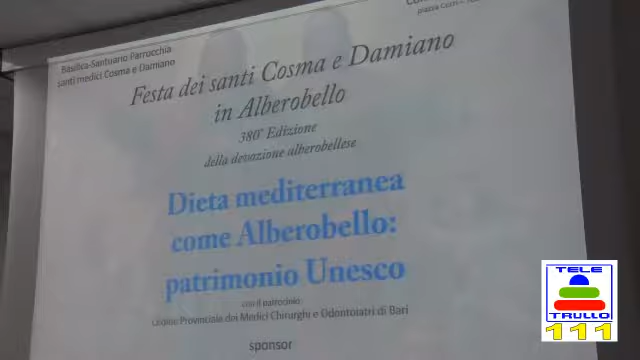 Basilica-Santuario Parrocchia
santi medici Cosma e Damiano
Festa dei santi Cosma e Damiano
in Alberobello
380° Edizione
della devozione alberobellese
Dieta mediterranea
come Alberobello:
patrimonio Unesco
con il patrocinio
Ordine Provinciale dei Medici Chirurghi e Odontoiatri di Bari
sponsor
TELE
TRULLO
111